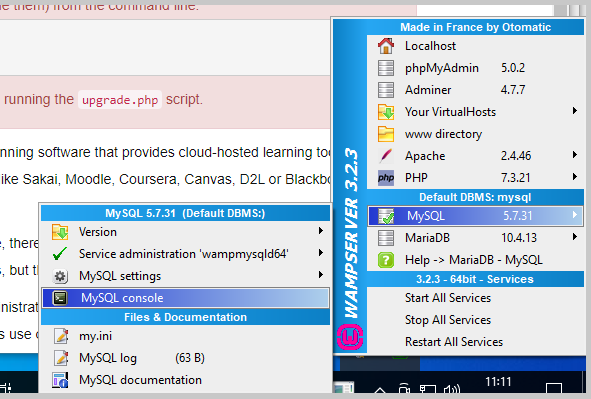 e them) from the command line.
running the upgrade.php script.
nning software that provides cloud-hosted learning too
ike Sakai, Moodle, Coursera, Canvas, D2L or Blackbo
e, there
s, but th
nistrat
s use c
Made in France by Otomatic
Localhost
phpMyAdmin 5.0.2
Adminer 4.7.7
Your VirtualHosts
www directory
Apache 2.4.46
php PHP 7.3.21
Default DBMS: mysql
MySQL 5.7.31
MariaDB 10.4.13
Help -> MariaDB - MySQL
3.2.3 - 64bit - Services
Start All Services
Stop All Services
Restart All Services
WAMPSERVER 3.2.3
MySQL 5.7.31 (Default DBMS:)
Version
Service administration 'wampmysqld64'
MySQL settings
MySQL console
Files & Documentation
my.ini
MySQL log (63 B)
MySQL documentation
11:11